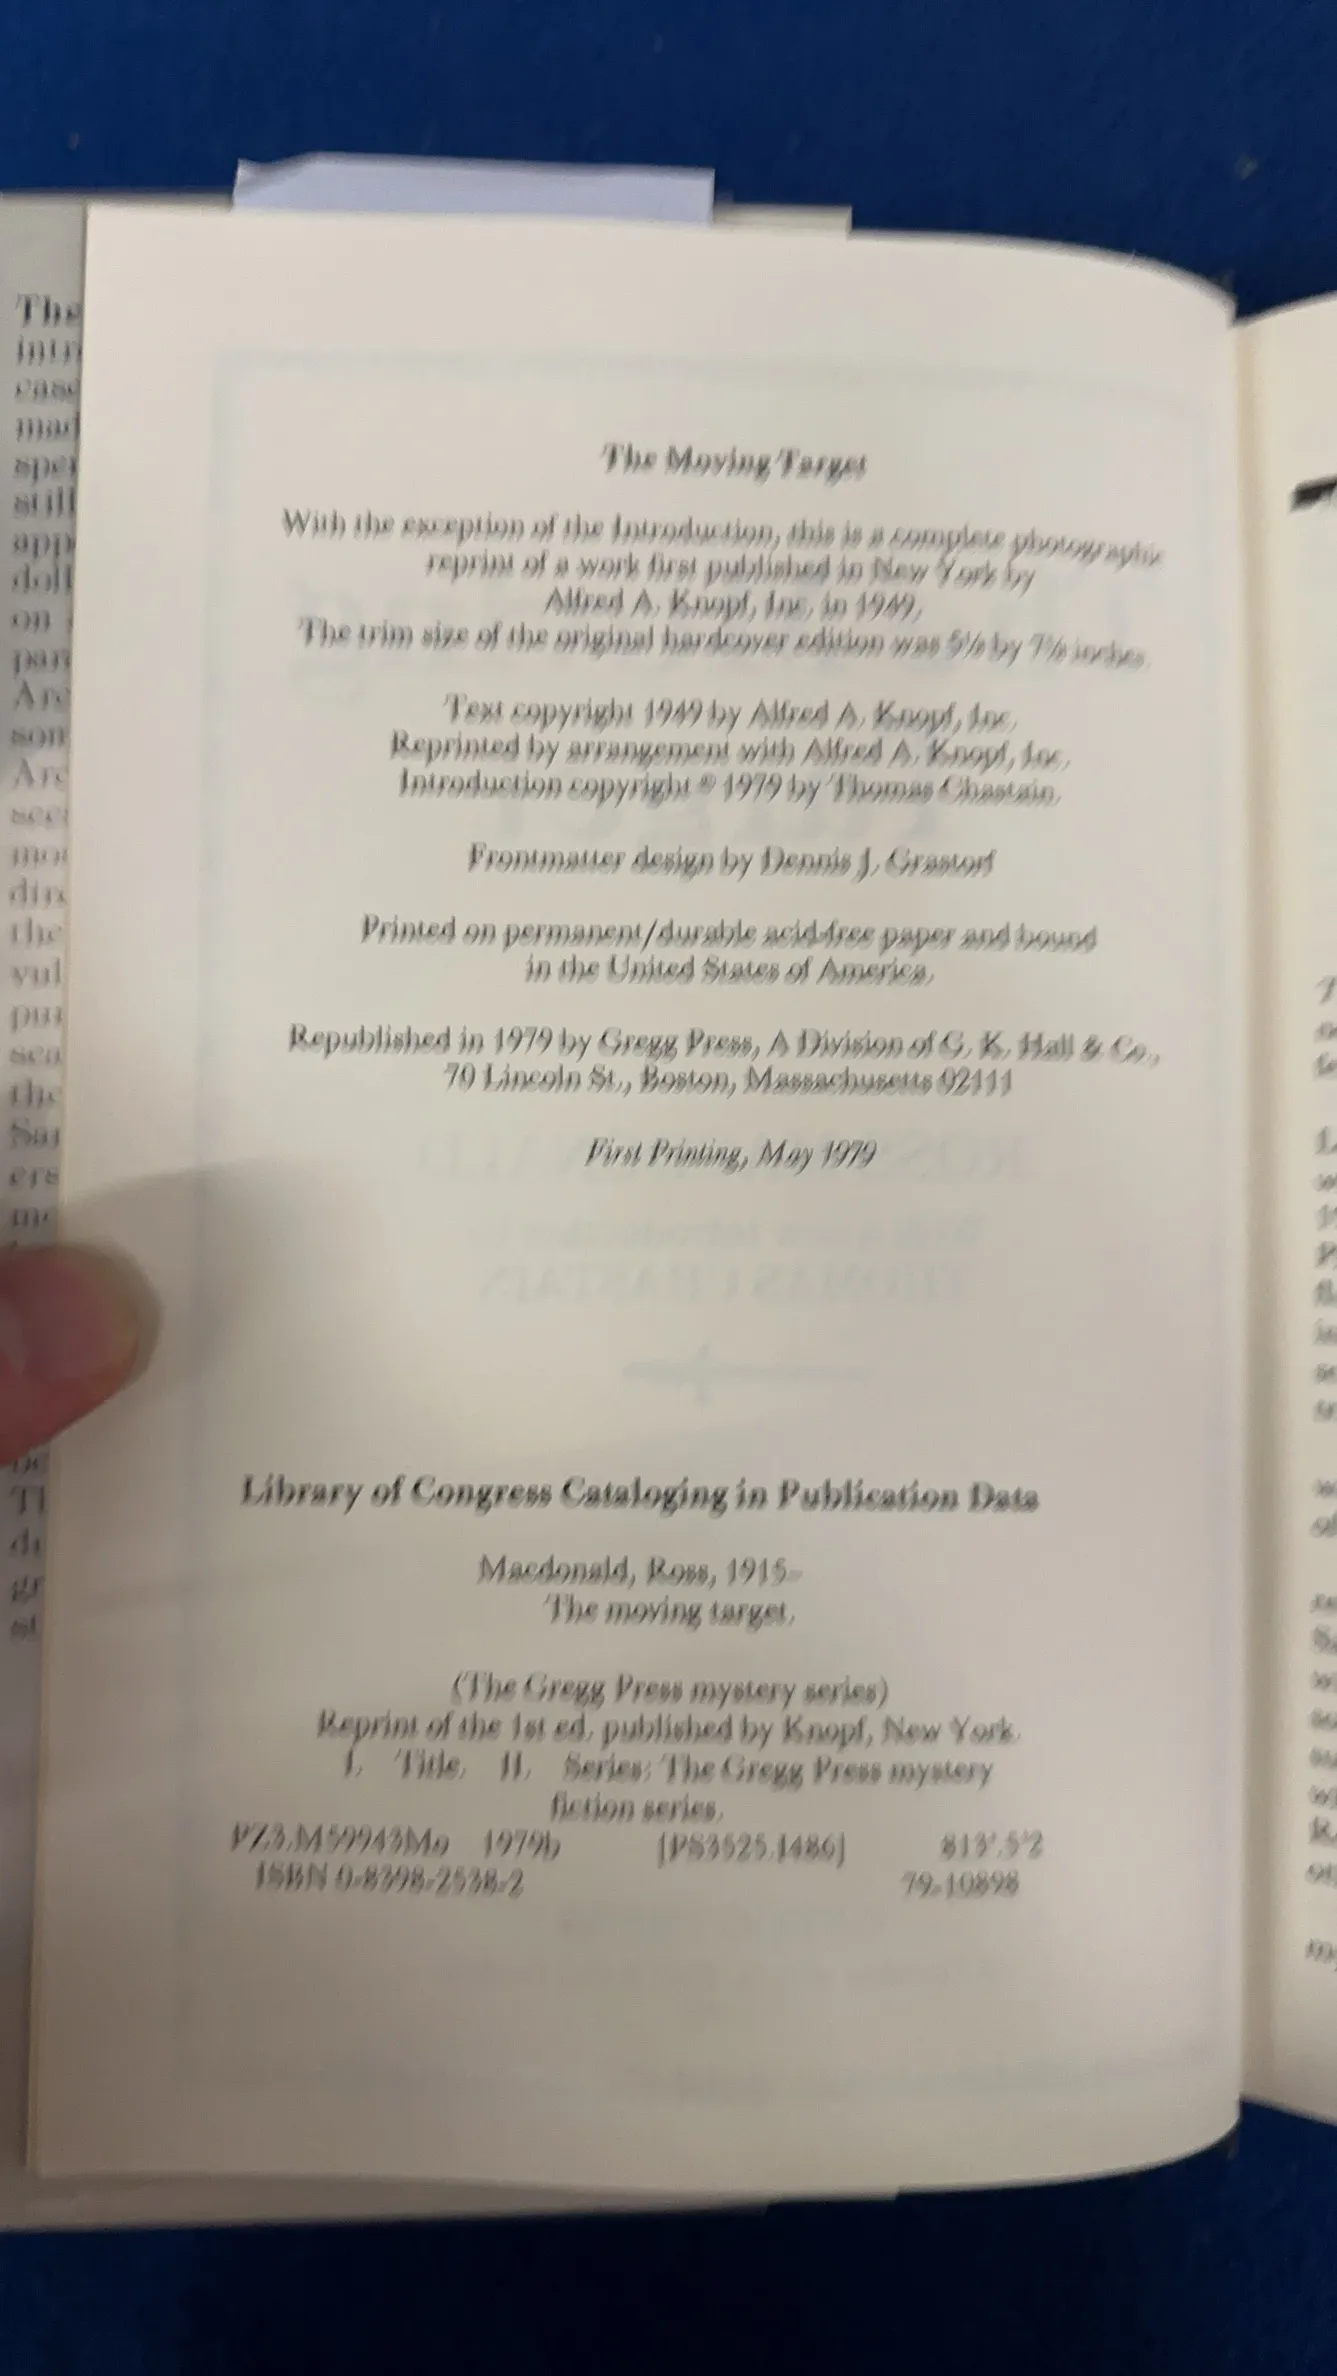 The Moving Target
With the exception of the Introduction, this is a complete photographic
reprint of a work first published in New York by
Alfred A. Knopf, Inc. in 1949.
The trim size of the original hardcover edition was by inches.
Text copyright 1949 by Alfred A. Knopf, Inc.
Reprinted by arrangement with Alfred A. Knopf, Inc.
Introduction copyright © 1979 by Thomas Chastain.
Frontmatter design by Dennis J. Grastorf
Printed on permanent/durable acid-free paper and bound
in the United States of America.
Republished in 1979 by Gregg Press, A Division of G. K. Hall & Co.,
70 Lincoln St., Boston, Massachusetts 02111
First Printing, May 1979
Library of Congress Cataloging in Publication Data
Macdonald, Ross, 1915-
The moving target.
(The Gregg Press mystery series)
Reprint of the 1st ed. published by Knopf, New York.
I. Title. II. Series: The Gregg Press mystery
fiction series.
PZ3.M59943Mo 1979b [PS3525.I486] 813'.5'2
ISBN 0-8398-2538-2 79-10898